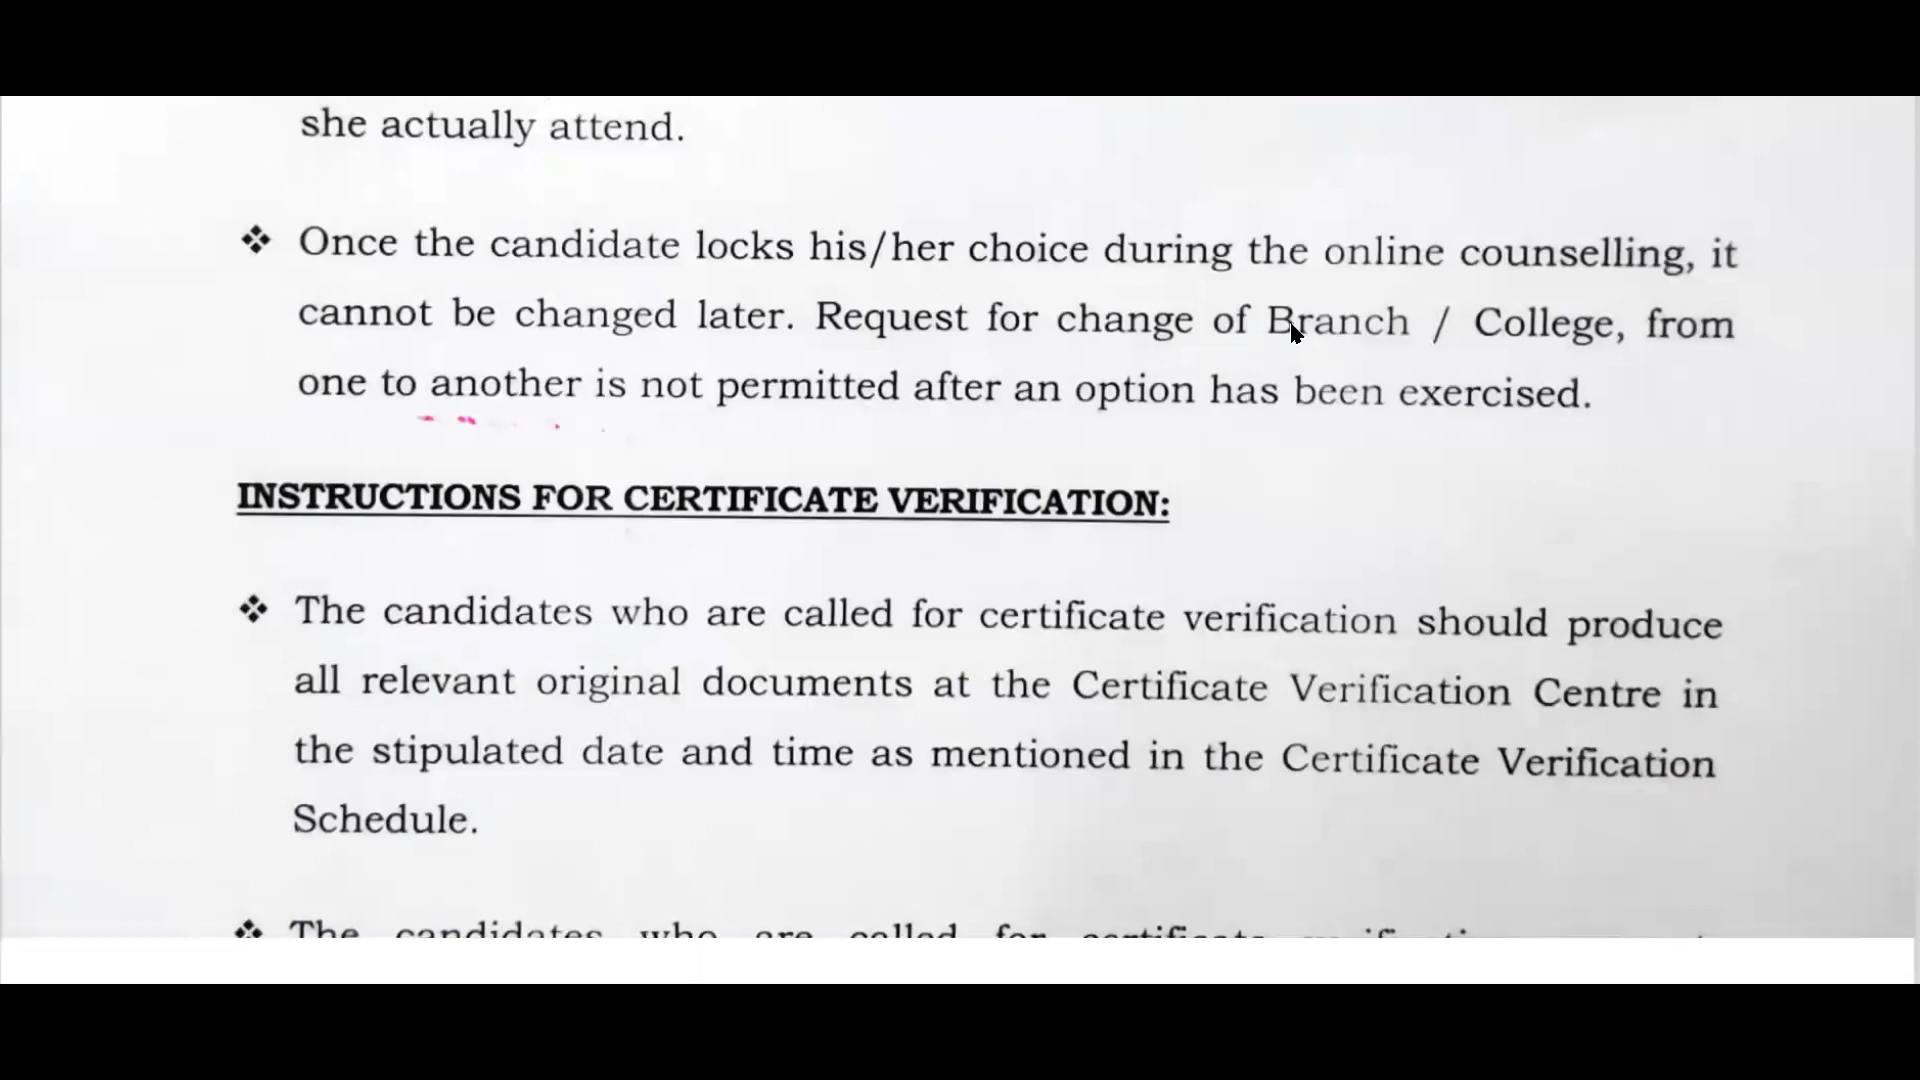 she actually attend.
❖ Once the candidate locks his/her choice during the online counselling, it
cannot be changed later. Request for change of Branch / College, from
one to another is not permitted after an option has been exercised.
INSTRUCTIONS FOR CERTIFICATE VERIFICATION:
❖ The candidates who are called for certificate verification should produce
all relevant original documents at the Certificate Verification Centre in
the stipulated date and time as mentioned in the Certificate Verification
Schedule.
❖ The candidates who are called for